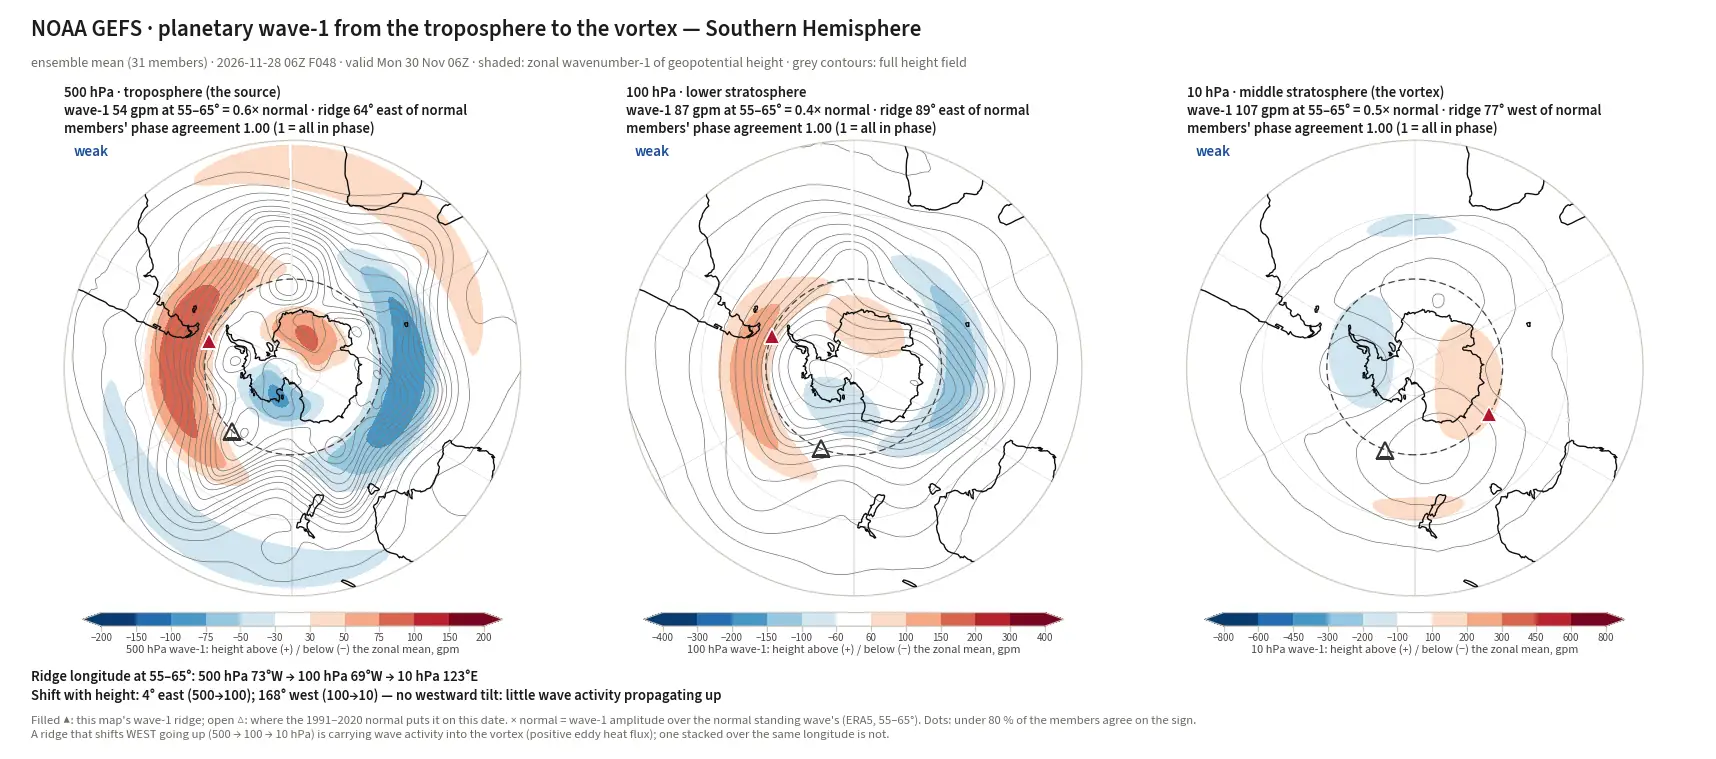 NOAA GEFS · planetary wave-1 from the troposphere to the vortex — Southern Hemisphere
ensemble mean (31 members) · 2026-11-28 06Z F048 · valid Mon 30 Nov 06Z · shaded: zonal wavenumber-1 of geopotential height · grey contours: full height field
500 hPa · troposphere (the source)
wave-1 54 gpm at 55–65° = 0.6× normal · ridge 64° east of normal
members' phase agreement 1.00 (1 = all in phase)
weak
100 hPa · lower stratosphere
wave-1 87 gpm at 55–65° = 0.4× normal · ridge 89° east of normal
members' phase agreement 1.00 (1 = all in phase)
weak
10 hPa · middle stratosphere (the vortex)
wave-1 107 gpm at 55–65° = 0.5× normal · ridge 77° west of normal
members' phase agreement 1.00 (1 = all in phase)
weak
−200 −150 −100 −75 −50 −30 30 50 75 100 150 200
500 hPa wave-1: height above (+) / below (−) the zonal mean, gpm
−400 −300 −200 −150 −100 −60 60 100 150 200 300 400
100 hPa wave-1: height above (+) / below (−) the zonal mean, gpm
−800 −600 −450 −300 −200 −100 100 200 300 450 600 800
10 hPa wave-1: height above (+) / below (−) the zonal mean, gpm
Ridge longitude at 55–65°: 500 hPa 73°W → 100 hPa 69°W → 10 hPa 123°E
Shift with height: 4° east (500→100); 168° west (100→10) — no westward tilt: little wave activity propagating up
Filled ▲: this map's wave-1 ridge; open △: where the 1991–2020 normal puts it on this date. × normal = wave-1 amplitude over the normal standing wave's (ERA5, 55–65°). Dots: under 80 % of the members agree on the sign.
A ridge that shifts WEST going up (500 → 100 → 10 hPa) is carrying wave activity into the vortex (positive eddy heat flux); one stacked over the same longitude is not.